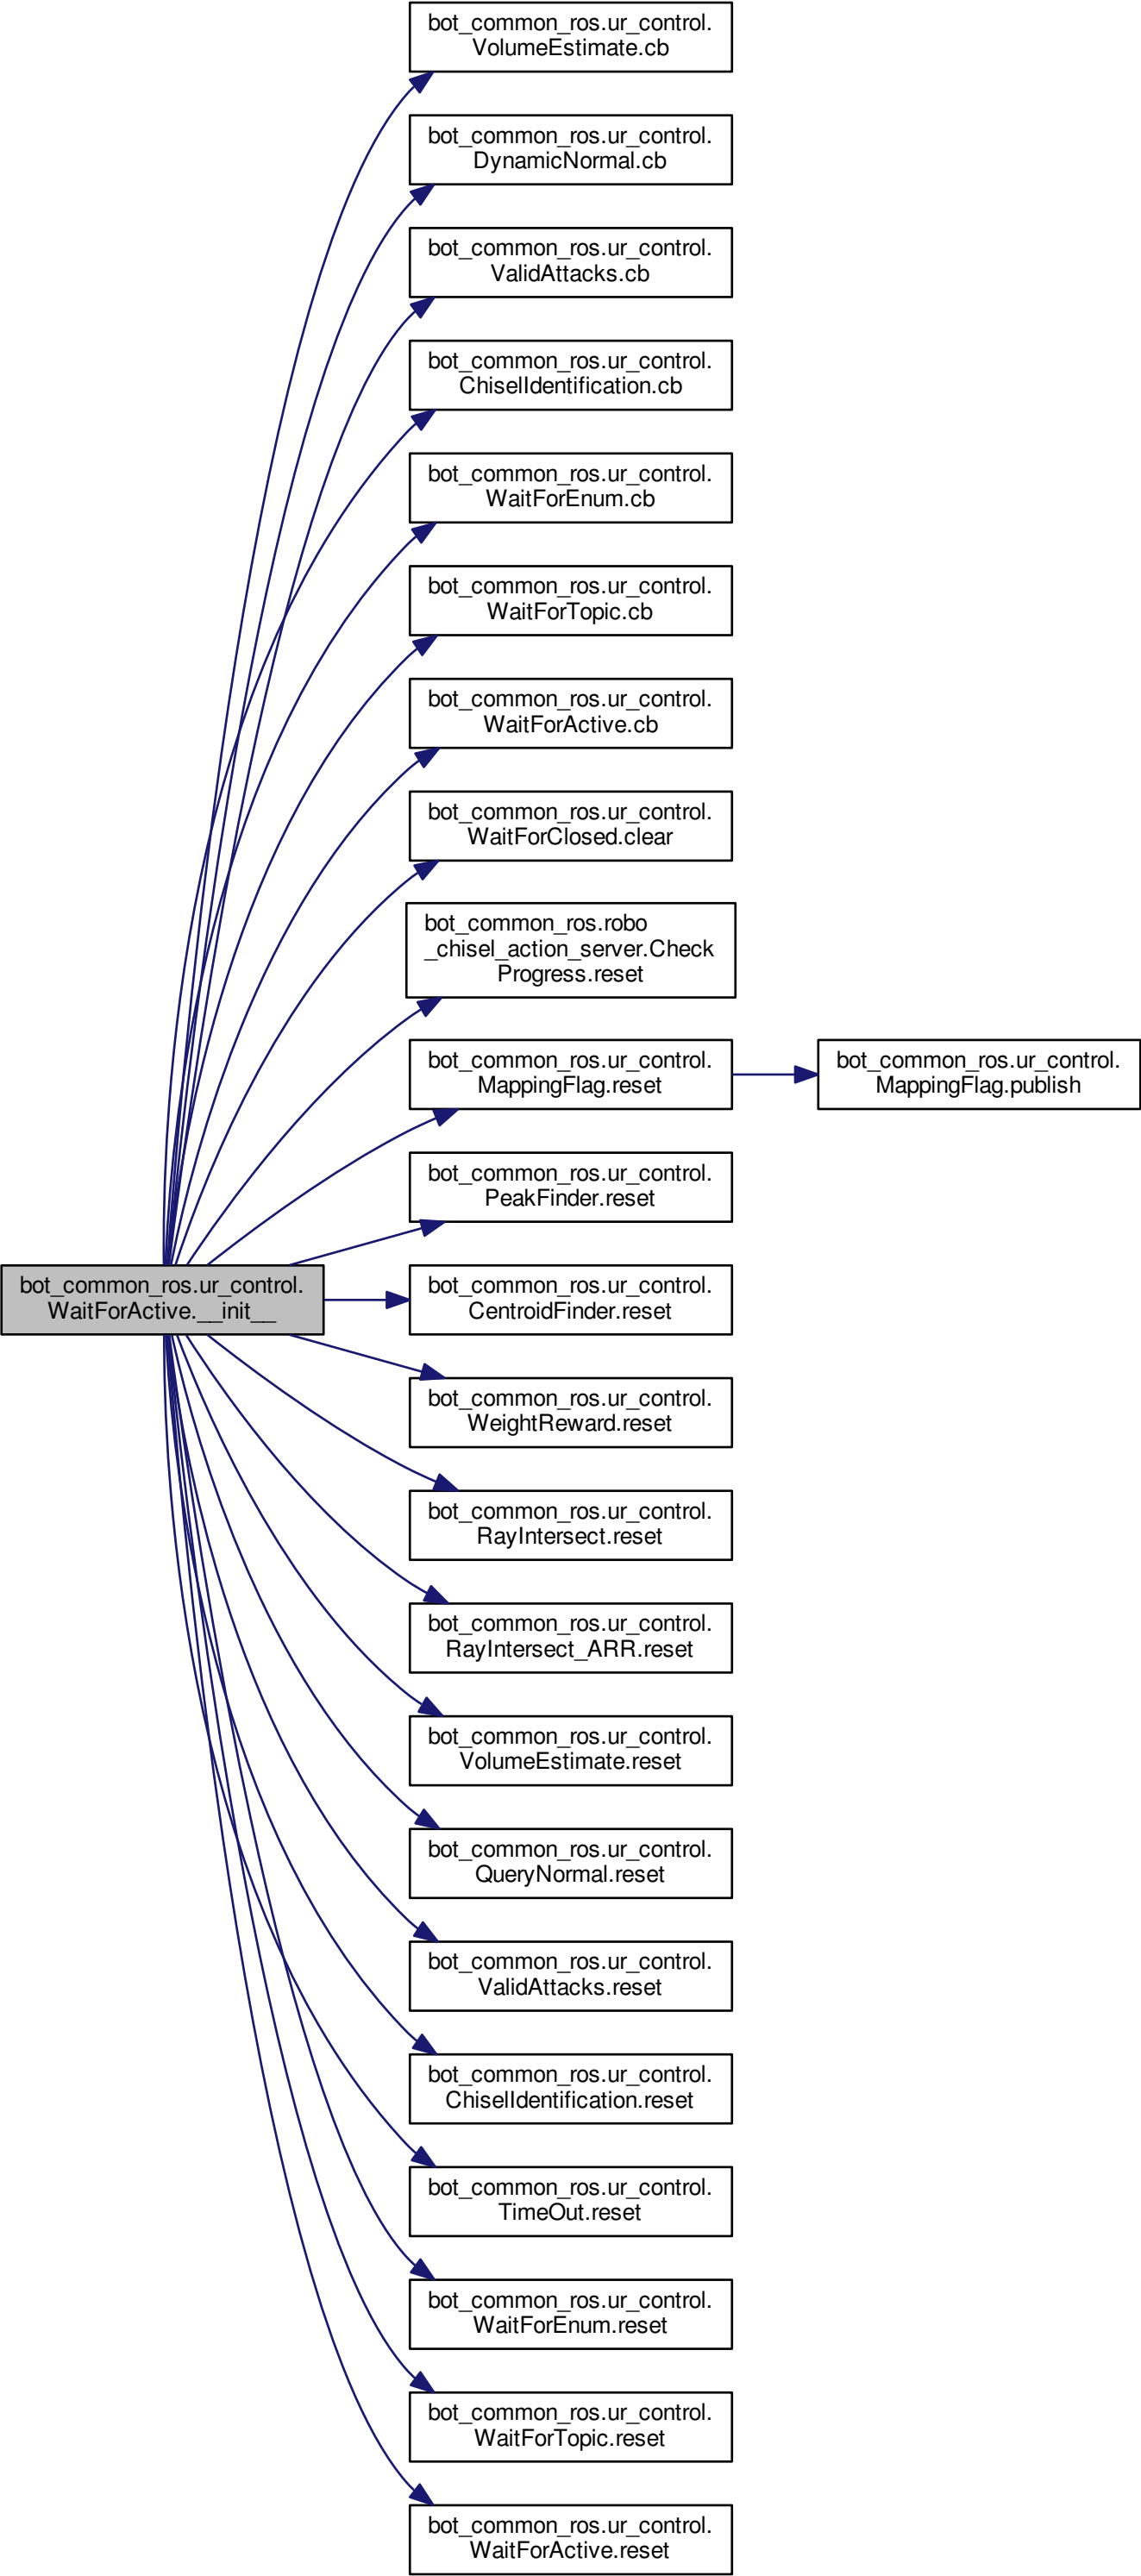 bot_common_ros.ur_control.
VolumeEstimate.cb
bot_common_ros.ur_control.
DynamicNormal.cb
bot_common_ros.ur_control.
ValidAttacks.cb
bot_common_ros.ur_control.
ChiselIdentification.cb
bot_common_ros.ur_control.
WaitForEnum.cb
bot_common_ros.ur_control.
WaitForTopic.cb
bot_common_ros.ur_control.
WaitForActive.cb
bot_common_ros.ur_control.
WaitForClosed.clear
bot_common_ros.robo
_chisel_action_server.Check
Progress.reset
bot_common_ros.ur_control.
MappingFlag.reset
bot_common_ros.ur_control.
MappingFlag.publish
bot_common_ros.ur_control.
PeakFinder.reset
bot_common_ros.ur_control.
WaitForActive.__init__
bot_common_ros.ur_control.
CentroidFinder.reset
bot_common_ros.ur_control.
WeightReward.reset
bot_common_ros.ur_control.
RayIntersect.reset
bot_common_ros.ur_control.
RayIntersect_ARR.reset
bot_common_ros.ur_control.
VolumeEstimate.reset
bot_common_ros.ur_control.
QueryNormal.reset
bot_common_ros.ur_control.
ValidAttacks.reset
bot_common_ros.ur_control.
ChiselIdentification.reset
bot_common_ros.ur_control.
TimeOut.reset
bot_common_ros.ur_control.
WaitForEnum.reset
bot_common_ros.ur_control.
WaitForTopic.reset
bot_common_ros.ur_control.
WaitForActive.reset